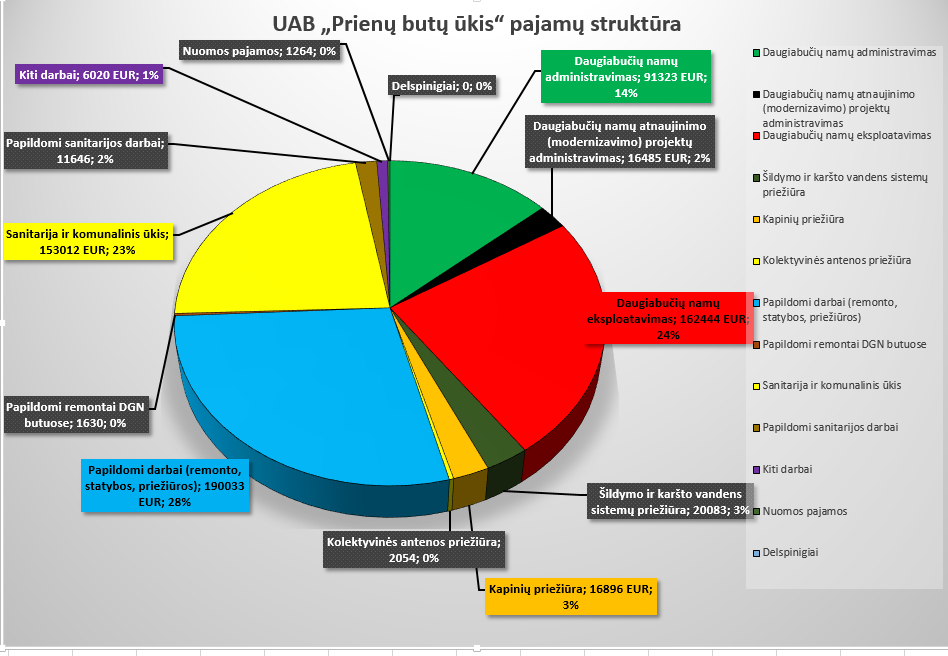 UAB „Prienų butų ūkis“ pajamų struktūra
Nuomos pajamos; 1264; 0%
Kiti darbai; 6020 EUR; 1%
Delspinigiai; 0; 0%
Daugiabučių namų
administravimas; 91323 EUR;
14%
Papildomi sanitarijos darbai;
11646; 2%
Daugiabučių namų atnaujinimo
(modernizavimo) projektų
administravimas; 16485 EUR; 2%
Sanitarija ir komunalinis ūkis;
153012 EUR; 23%
Daugiabučių namų
eksploatavimas; 162444 EUR;
24%
Papildomi remontai DGN
butuose; 1630; 0%
Papildomi darbai (remonto,
statybos, priežiūros); 190033
EUR; 28%
Šildymo ir karšto vandens
sistemų priežiūra; 20083; 3%
Kolektyvinės antenos priežiūra;
2054; 0%
Kapinių priežiūra; 16896 EUR;
3%
Daugiabučių namų administravimas
Daugiabučių namų atnaujinimo
(modernizavimo) projektų
administravimas
Daugiabučių namų eksploatavimas
Šildymo ir karšto vandens sistemų
priežiūra
Kapinių priežiūra
Kolektyvinės antenos priežiūra
Papildomi darbai (remonto,
statybos, priežiūros)
Papildomi remontai DGN butuose
Sanitarija ir komunalinis ūkis
Papildomi sanitarijos darbai
Kiti darbai
Nuomos pajamos
Delspinigiai